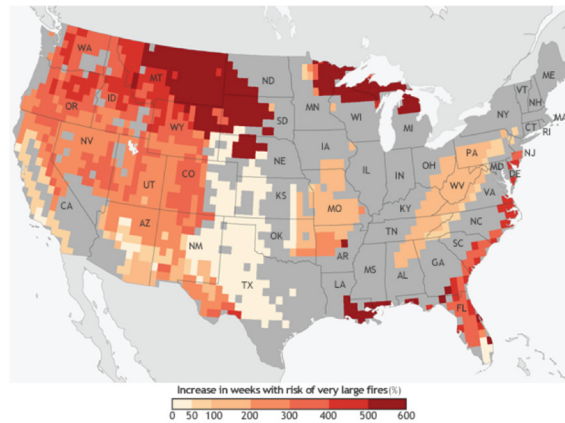 WA
MT
ND
ME
MN
VT
NH
OR
ID
WI
NY
MA
SD
MI
CT
RI
WY
IA
PA
NJ
NV
NE
OH
MD
DE
IL
IN
UT
CO
WV
VA
CA
KS
MO
KY
NC
AZ
OK
TN
NM
AR
SC
MS
AL
GA
TX
LA
FL
Increase in weeks with risk of very large fires (%)
0 50 100 200 300 400 500 600